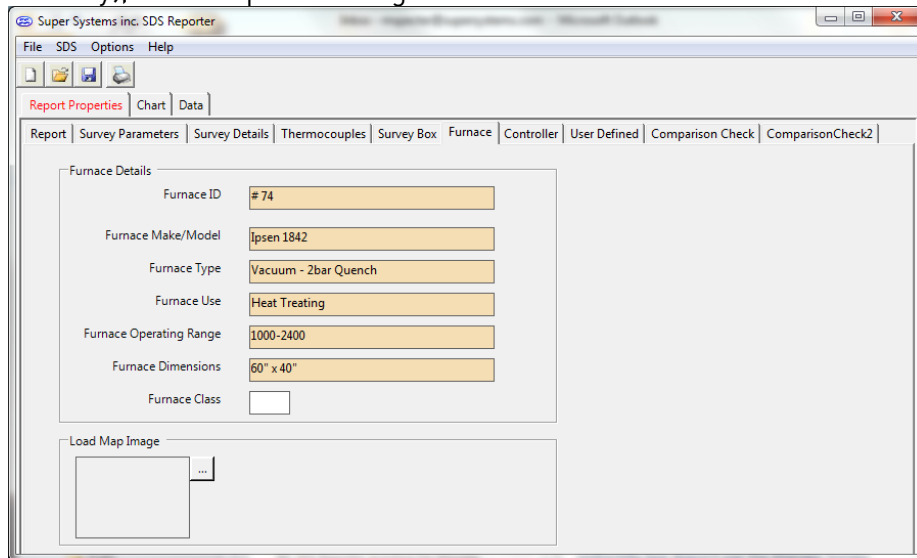 Super Systems inc. SDS Reporter
File SDS Options Help
Report Properties Chart Data
Report Survey Parameters Survey Details Thermocouples Survey Box Furnace Controller User Defined Comparison Check ComparisonCheck2
Furnace Details
Furnace ID # 74
Furnace Make/Model Ipsen 1842
Furnace Type Vacuum - 2bar Quench
Furnace Use Heat Treating
Furnace Operating Range 1000-2400
Furnace Dimensions 60" x 40"
Furnace Class
Load Map Image
...